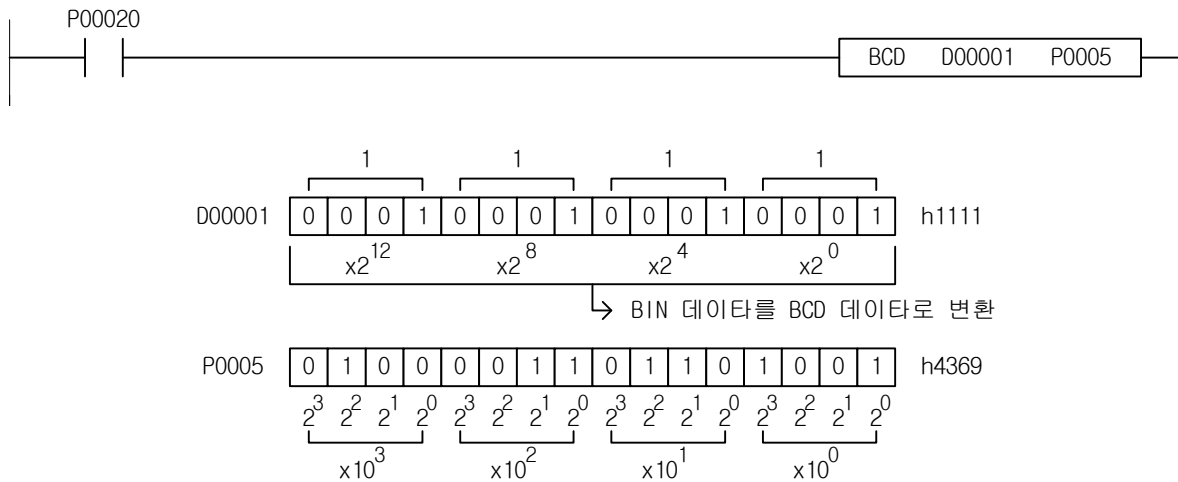 P00020
BCD D00001 P0005
1 1 1 1
D00001 0 0 0 1 0 0 0 1 0 0 0 1 0 0 0 1 h1111
x2^12 x2^8 x2^4 x2^0
BIN 데이타를 BCD 데이타로 변환
P0005 0 1 0 0 0 0 1 1 0 1 1 0 1 0 0 1 h4369
2^3 2^2 2^1 2^0 2^3 2^2 2^1 2^0 2^3 2^2 2^1 2^0 2^3 2^2 2^1 2^0
x10^3 x10^2 x10^1 x10^0